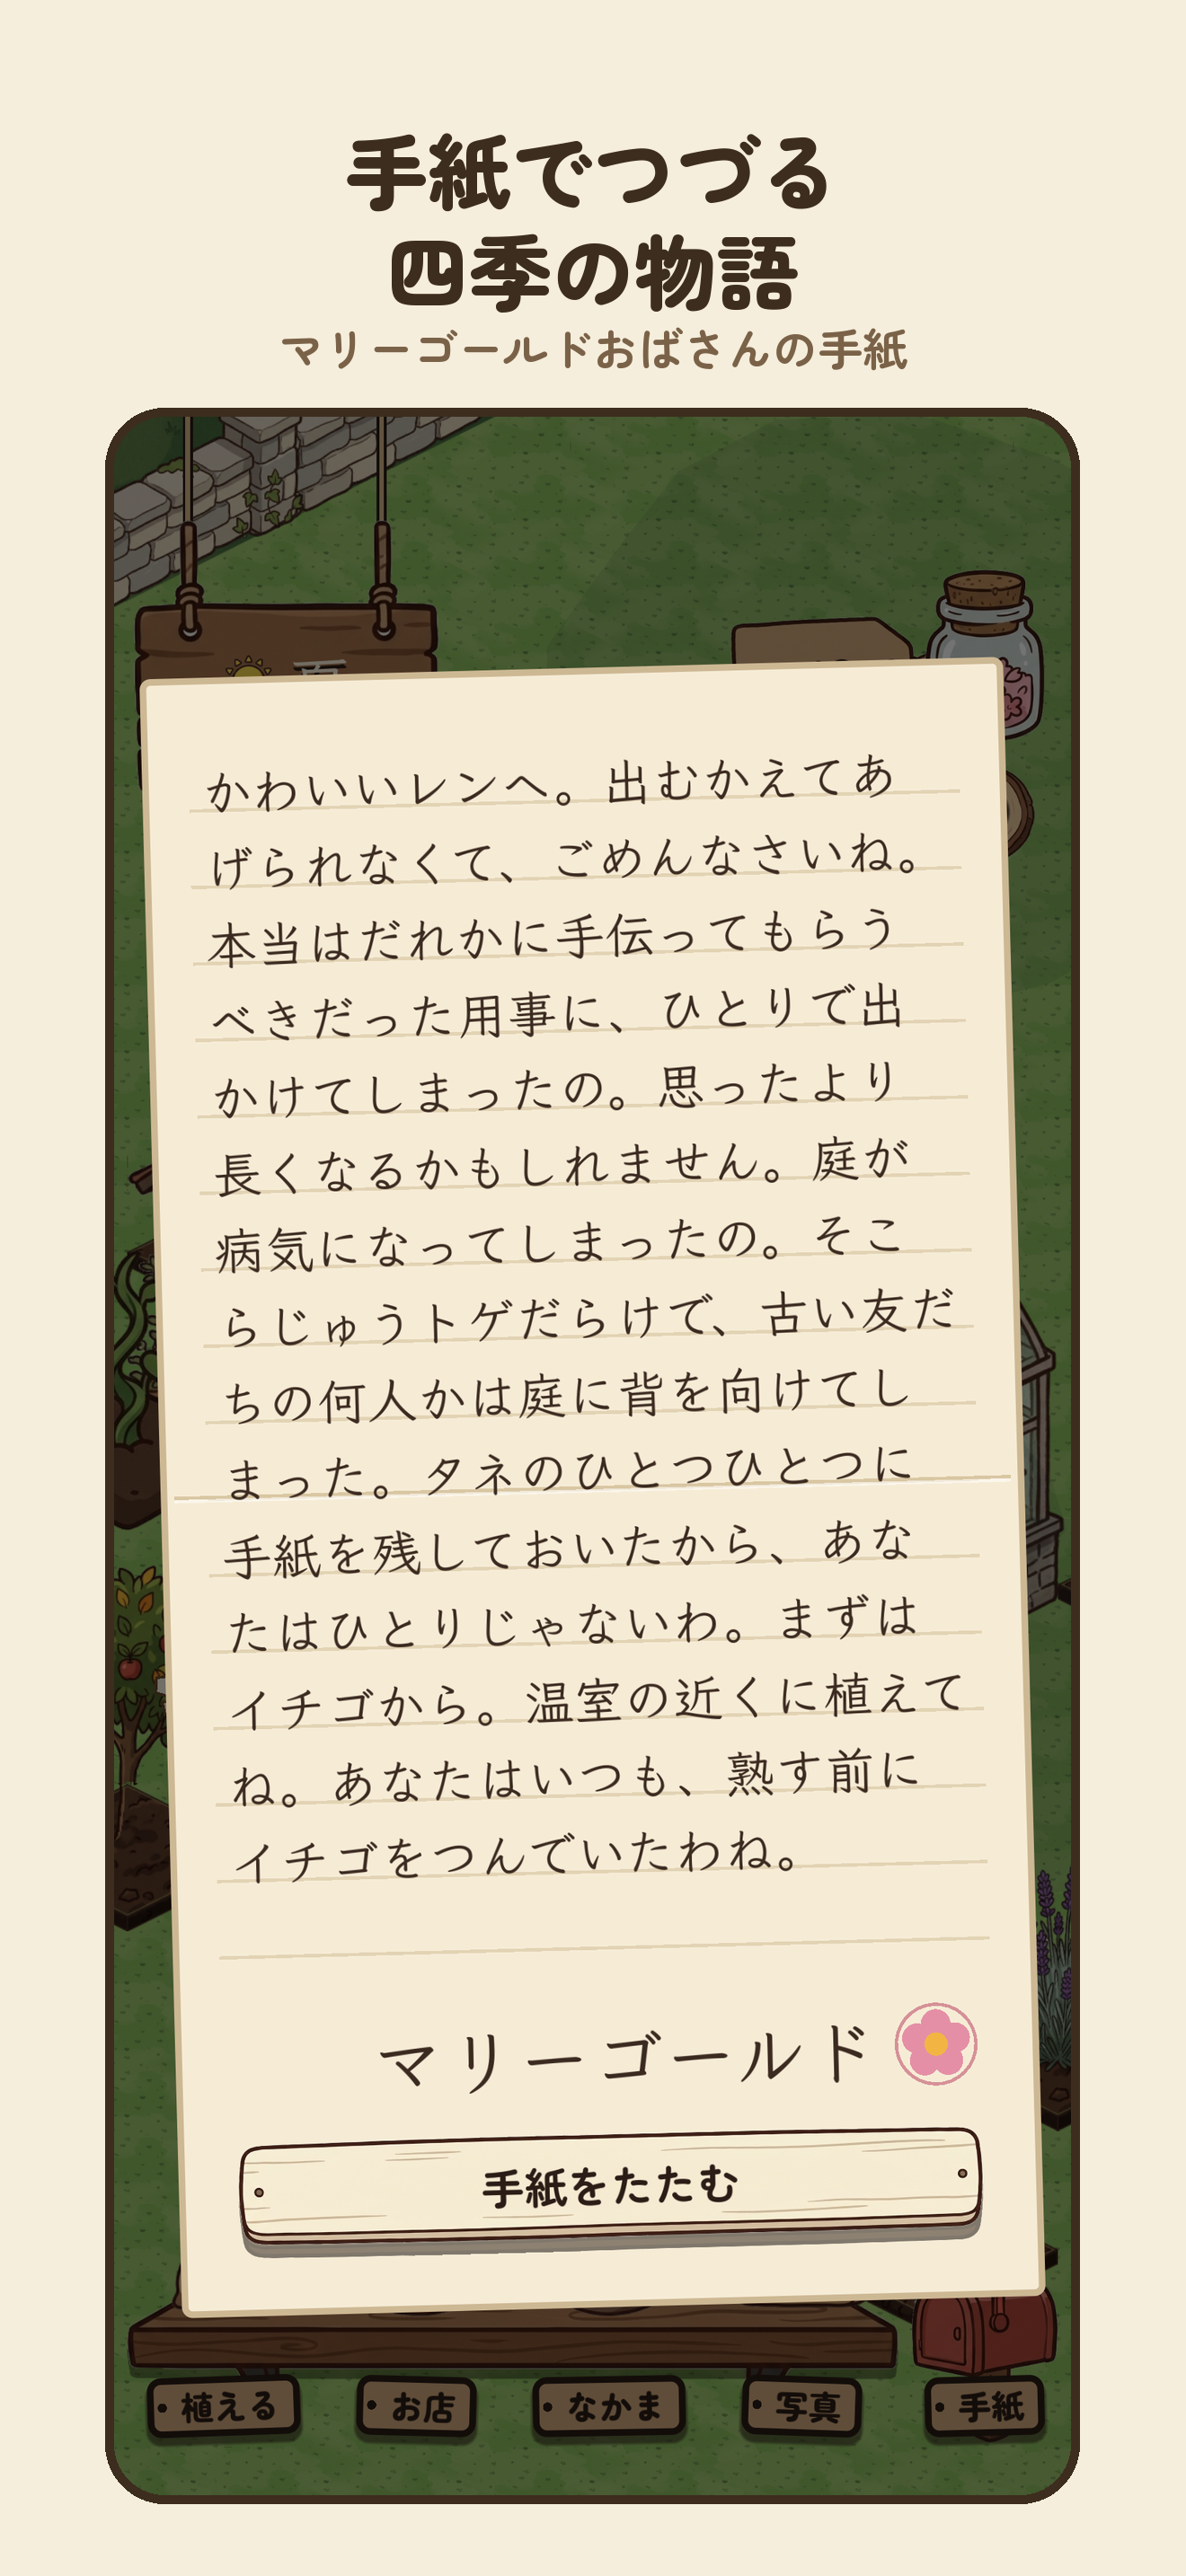 手紙でつづる
四季の物語
マリーゴールドおばさんの手紙
かわいいレンへ。出むかえてあ
げられなくて、ごめんなさいね。
本当はだれかに手伝ってもらう
べきだった用事に、ひとりで出
かけてしまったの。思ったより
長くなるかもしれません。庭が
病気になってしまったの。そこ
らじゅうトゲだらけで、古い友だ
ちの何人かは庭に背を向けてし
まった。タネのひとつひとつに
手紙を残しておいたから、あな
たはひとりじゃないわ。まずは
イチゴから。温室の近くに植えて
ね。あなたはいつも、熟す前に
イチゴをつんでいたわね。
マリーゴールド
手紙をたたむ
植える
お店
なかま
写真
手紙